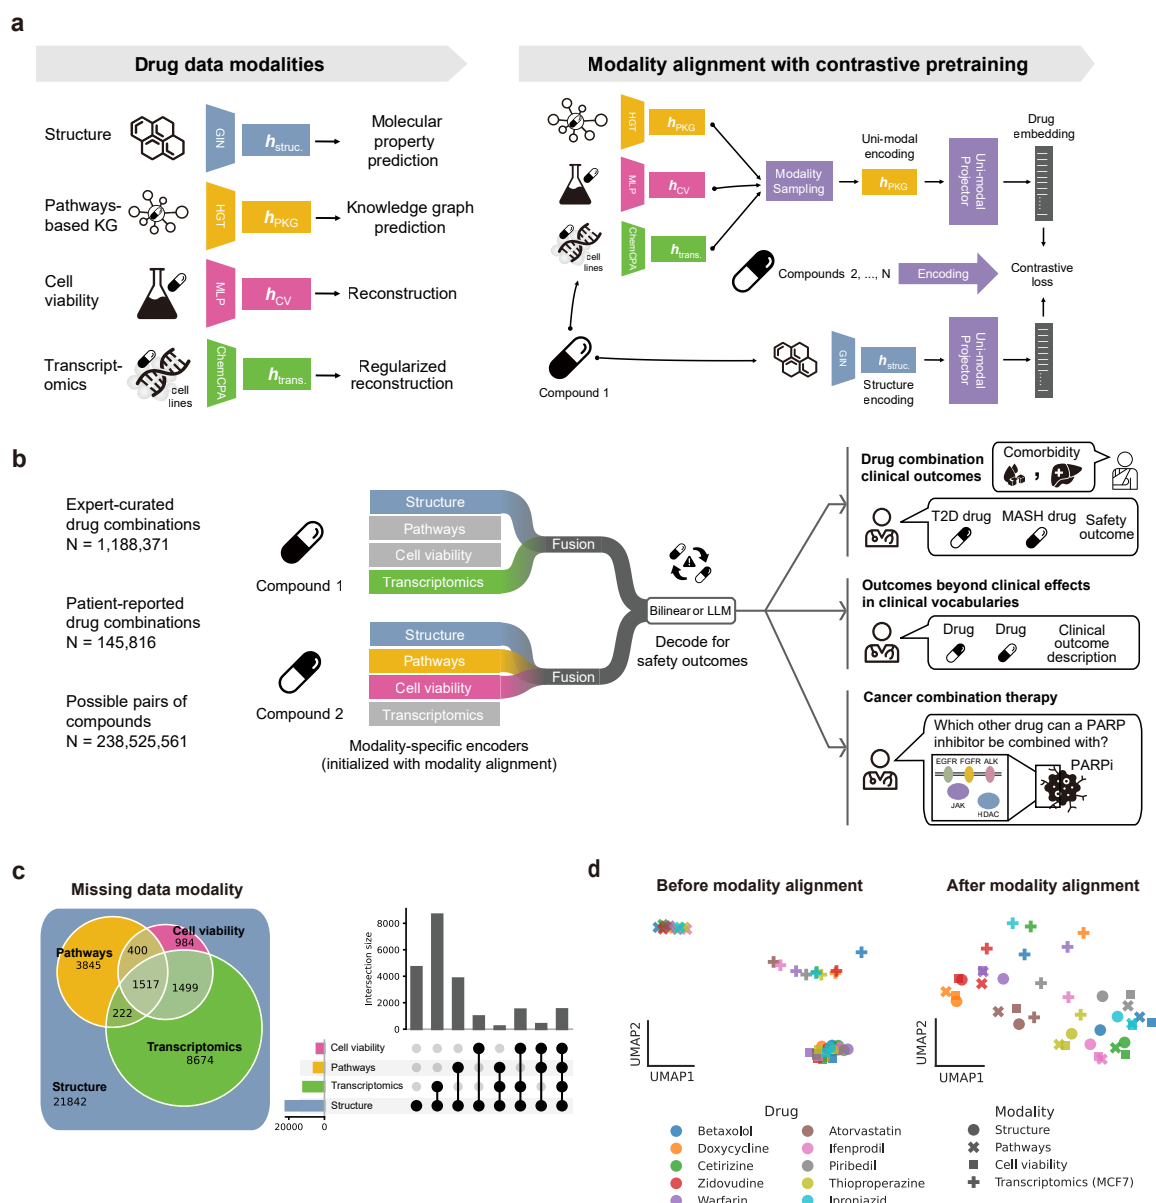 a
Drug data modalities
Structure
GIN
h struc.
Molecular
property
prediction
Pathways-
based KG
HGT
h PKG
Knowledge graph
prediction
Cell
viability
MLP
h CV
Reconstruction
Transcript-
omics
cell
lines
ChemCPA
h trans.
Regularized
reconstruction
Modality alignment with contrastive pretraining
HGT
h PKG
MLP
h CV
cell
lines
ChemCPA
h trans.
Modality
Sampling
Uni-modal
encoding
h PKG
Uni-modal
Projector
Drug
embedding
Compounds 2, ..., N
Encoding
Contrastive
loss
Compound 1
GIN
h struc.
Structure
encoding
Uni-modal
Projector
b
Expert-curated
drug combinations
N = 1,188,371
Patient-reported
drug combinations
N = 145,816
Possible pairs of
compounds
N = 238,525,561
Compound 1
Structure
Pathways
Cell viability
Transcriptomics
Fusion
Compound 2
Structure
Pathways
Cell viability
Transcriptomics
Fusion
Modality-specific encoders
(initialized with modality alignment)
Bilinear or LLM
Decode for
safety outcomes
Drug combination
clinical outcomes
Comorbidity
,
T2D drug
MASH drug
Safety
outcome
Outcomes beyond clinical effects
in clinical vocabularies
Drug
Drug
Clinical
outcome
description
Cancer combination therapy
Which other drug can a PARP
inhibitor be combined with?
EGFR FGFR ALK
JAK
HDAC
PARPi
c
Missing data modality
Pathways
3845
400
Cell viability
984
1517
1499
222
Transcriptomics
8674
Structure
21842
Intersection size
8000
6000
4000
2000
0
Cell viability
Pathways
Transcriptomics
Structure
20000
0
d
Before modality alignment
UMAP2
UMAP1
After modality alignment
UMAP2
UMAP1
Drug
Betaxolol
Doxycycline
Cetirizine
Zidovudine
Warfarin
Atorvastatin
Ifenprodil
Piribedil
Thioproperazine
Iproniazid
Modality
Structure
Pathways
Cell viability
Transcriptomics (MCF7)